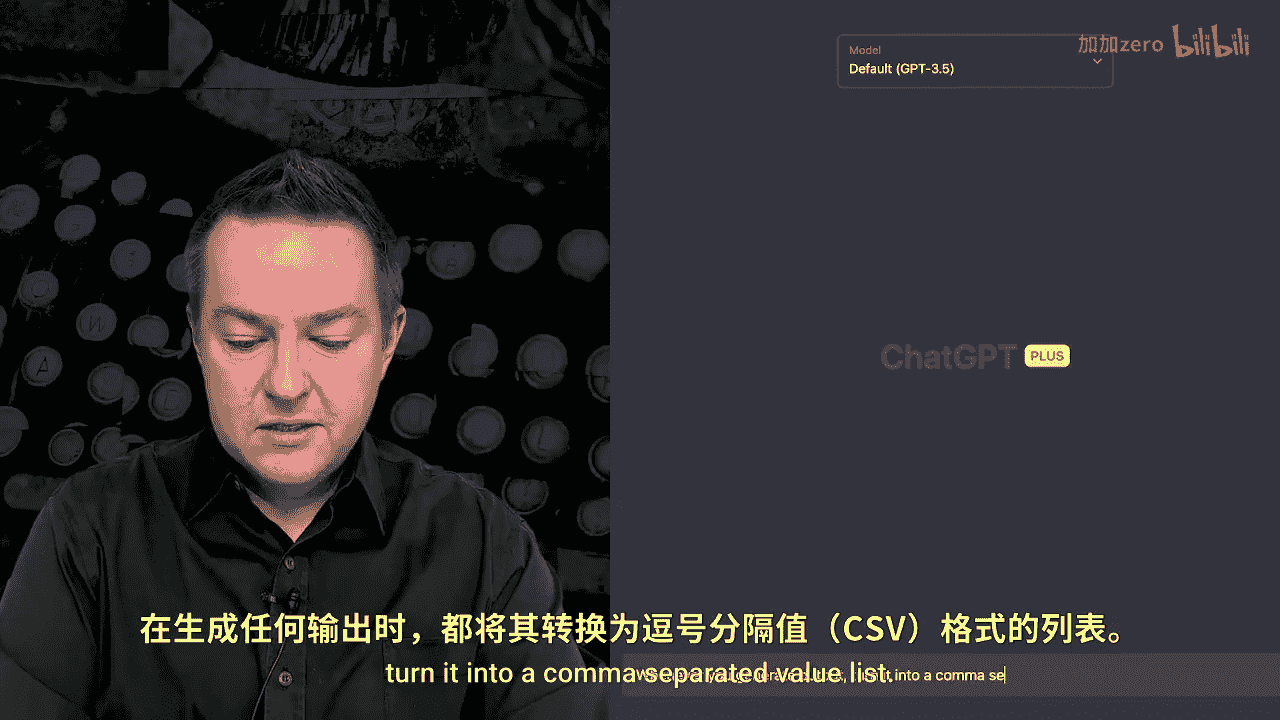 Model
Default (GPT-3.5)
加加zero bilibili
ChatGPT PLUS
在生成任何输出时，都将其转换为逗号分隔值（CSV）格式的列表。
turn it into a comma separated value list.
into a comma se